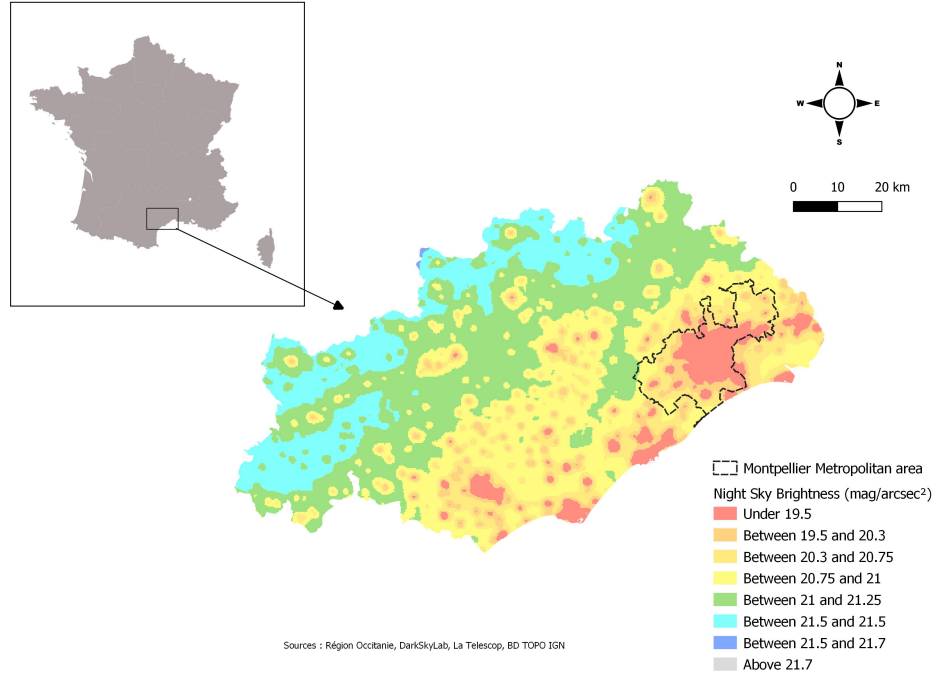 N
W E
S
0 10 20 km
Montpellier Metropolitan area
Night Sky Brightness (mag/arcsec²)
Under 19.5
Between 19.5 and 20.3
Between 20.3 and 20.75
Between 20.75 and 21
Between 21 and 21.25
Between 21.5 and 21.5
Between 21.5 and 21.7
Above 21.7
Sources : Région Occitanie, DarkSkyLab, La Telescop, BD TOPO IGN